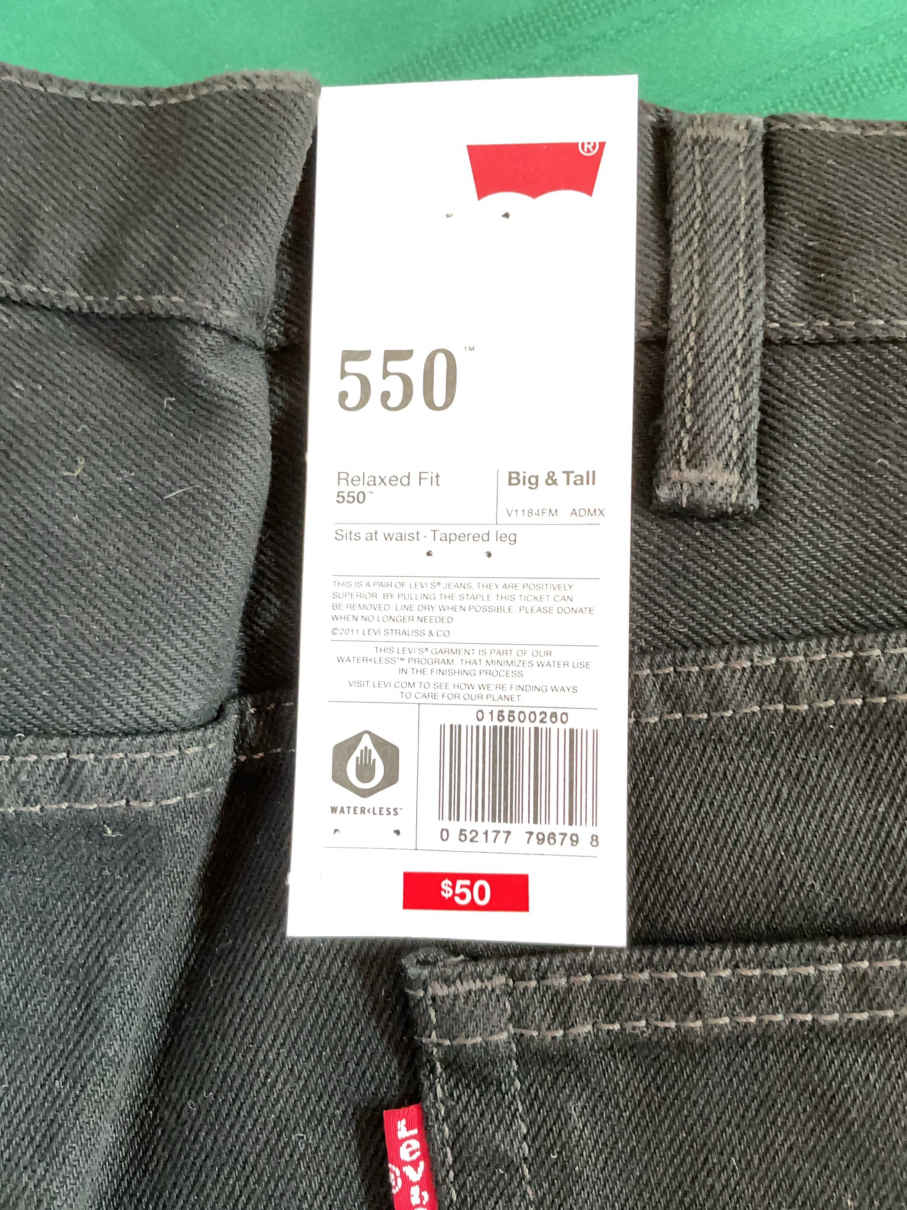 ®
550™
Relaxed Fit
550™
Big & Tall
V1184FM ADMX
Sits at waist - Tapered leg
THIS IS A PAIR OF LEVI'S® JEANS. THEY ARE POSITIVELY
SUPERIOR. BY PULLING THE STAPLE THIS TICKET CAN
BE REMOVED. LINE DRY WHEN POSSIBLE. PLEASE DONATE
WHEN NO LONGER NEEDED
©2011 LEVI STRAUSS & CO
THIS LEVI'S® GARMENT IS PART OF OUR
WATER<LESS™ PROGRAM, THAT MINIMIZES WATER USE
IN THE FINISHING PROCESS
VISIT LEVI.COM TO SEE HOW WE'RE FINDING WAYS
TO CARE FOR OUR PLANET
015500260
WATER<LESS™
0 52177 79679 8
$50
Levi's
®